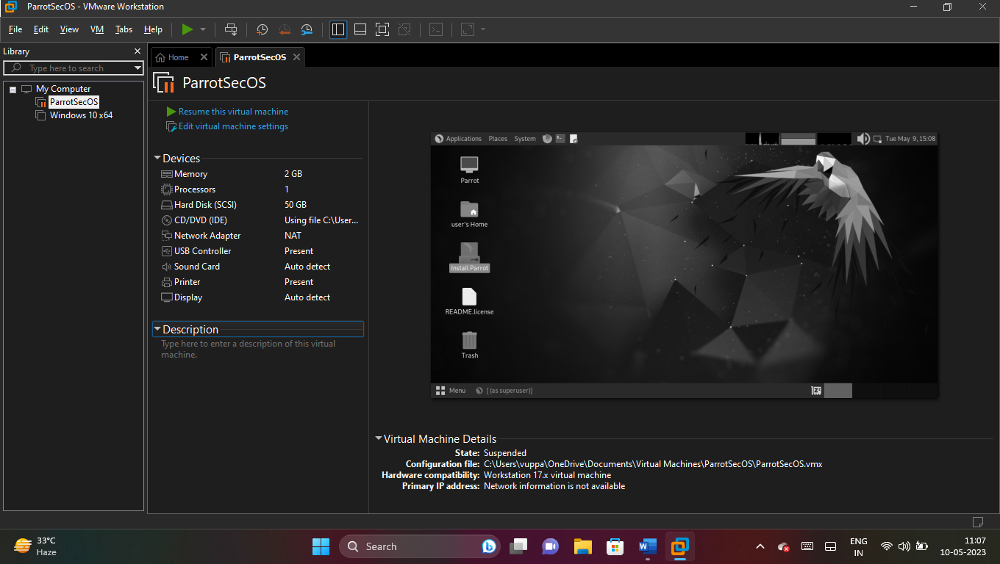 ParrotSecOS - VMware Workstation
File Edit View VM Tabs Help
Library
Type here to search
My Computer
ParrotSecOS
Windows 10 x64
Home
ParrotSecOS
ParrotSecOS
Resume this virtual machine
Edit virtual machine settings
Devices
Memory 2 GB
Processors 1
Hard Disk (SCSI) 50 GB
CD/DVD (IDE) Using file C:\User...
Network Adapter NAT
USB Controller Present
Sound Card Auto detect
Printer Present
Display Auto detect
Description
Type here to enter a description of this virtual
machine.
Applications Places System Tue May 9, 15:08
Parrot
user's Home
Install Parrot
README.license
Trash
Menu [ (as superuser)]
Virtual Machine Details
State: Suspended
Configuration file: C:\Users\vuppa\OneDrive\Documents\Virtual Machines\ParrotSecOS\ParrotSecOS.vmx
Hardware compatibility: Workstation 17.x virtual machine
Primary IP address: Network information is not available
33°C
Haze
Search
ENG
IN
11:07
10-05-2023